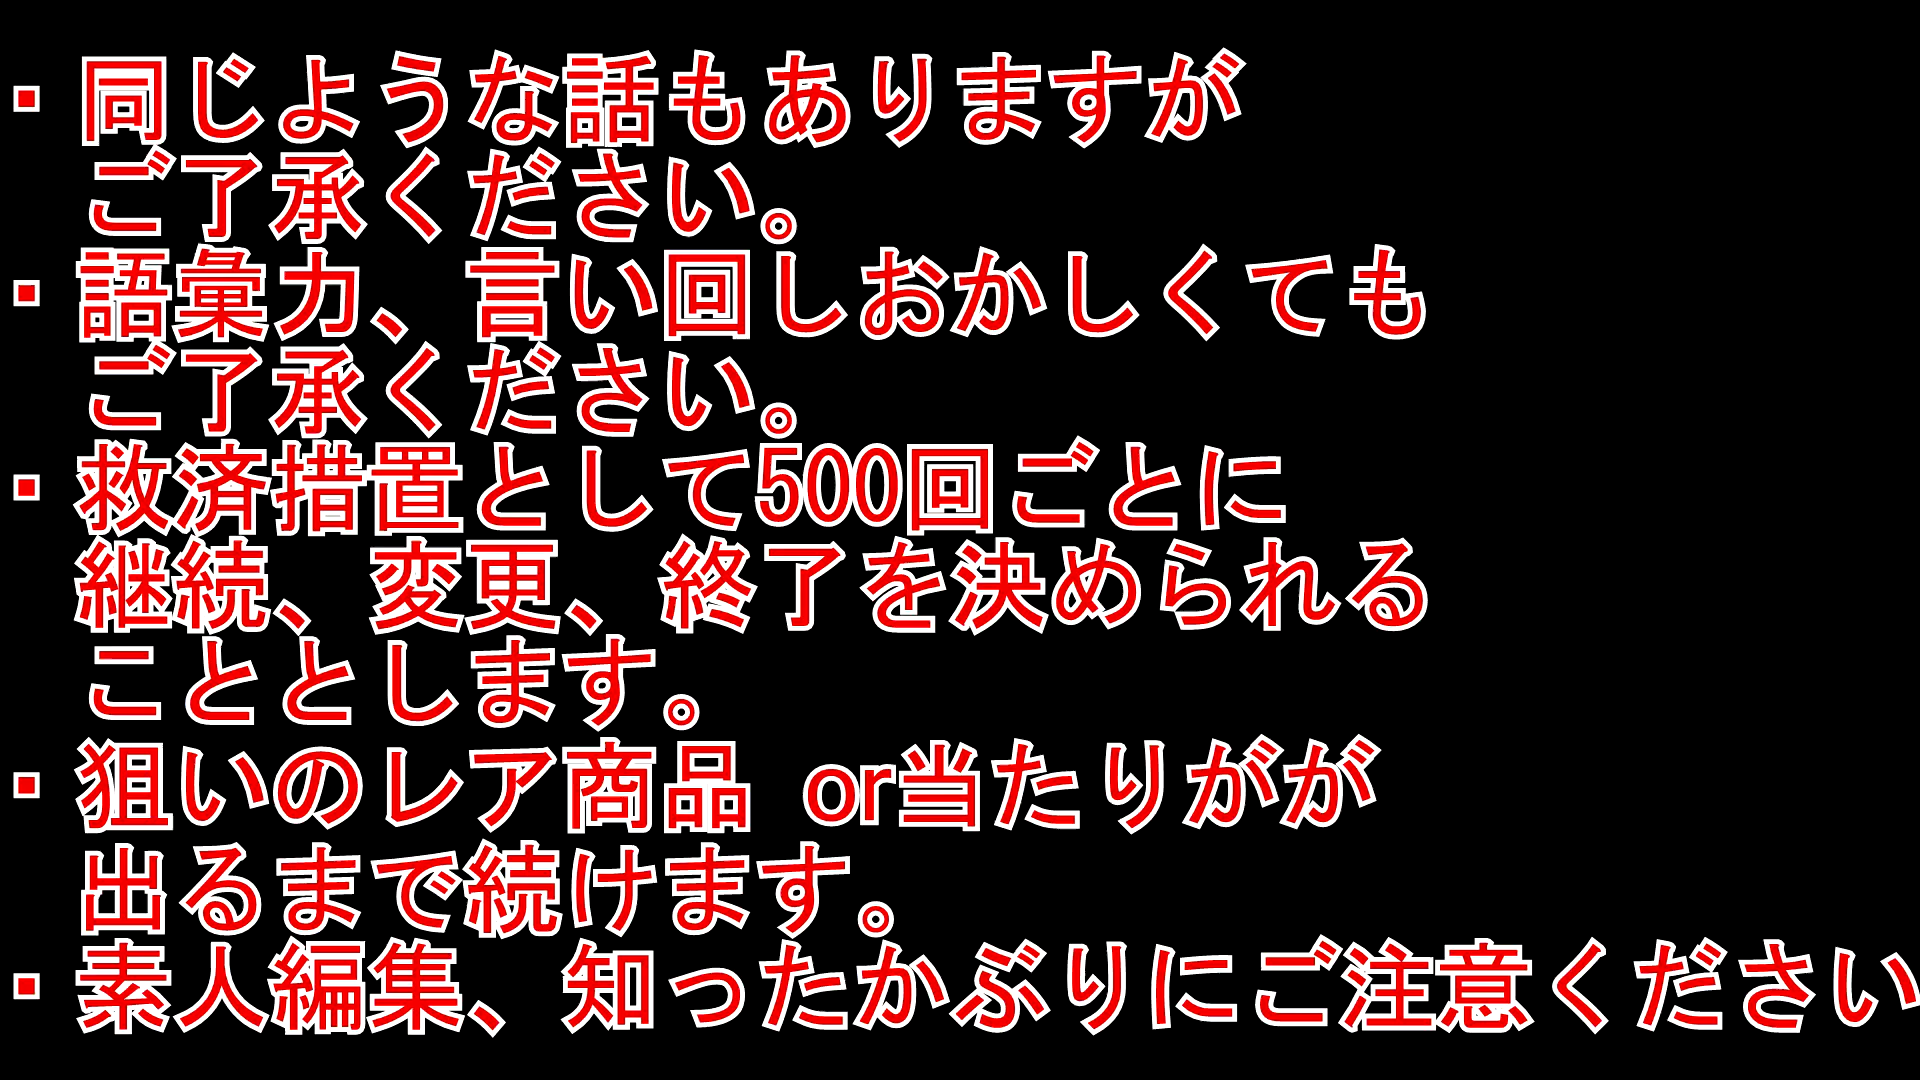 ・同じような話もありますが
ご了承ください。
・語彙力、言い回しおかしくても
ご了承ください。
・救済措置として500回ごとに
継続、変更、終了を決められる
こととします。
・狙いのレア商品 or当たりがが
出るまで続けます。
・素人編集、知ったかぶりにご注意ください